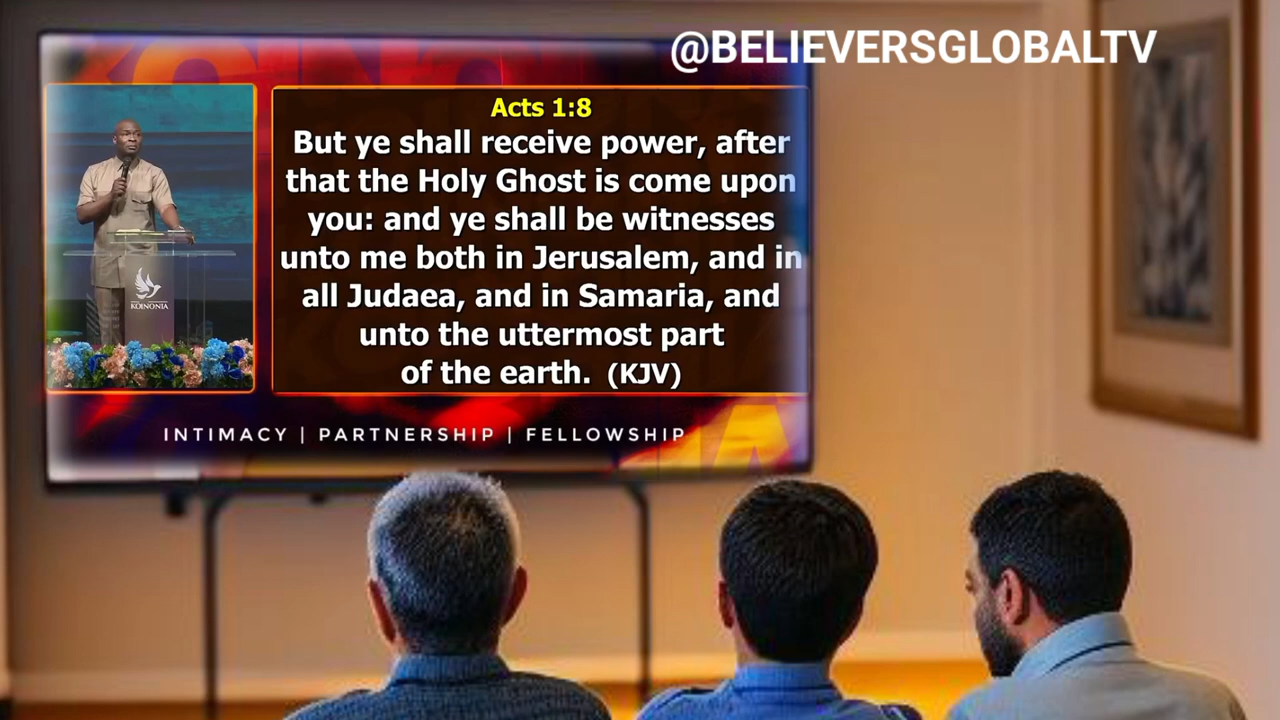 @BELIEVERSGLOBALTV
Acts 1:8
But ye shall receive power, after
that the Holy Ghost is come upon
you: and ye shall be witnesses
unto me both in Jerusalem, and in
all Judaea, and in Samaria, and
unto the uttermost part
of the earth. (KJV)
KOINONIA
INTIMACY | PARTNERSHIP | FELLOWSHIP